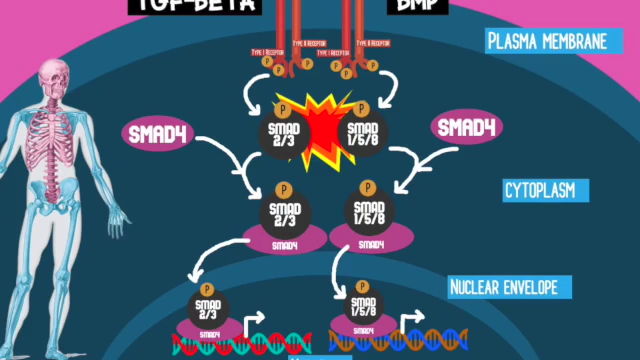 TGF-BETA
BMP
PLASMA MEMBRANE
TYPE II RECEPTOR
TYPE II RECEPTOR
TYPE I RECEPTOR
TYPE I RECEPTOR
P
P
P
P
P
P
P
P
SMAD4
SMAD
2/3
SMAD
1/5/8
SMAD4
P
P
SMAD
2/3
SMAD
1/5/8
CYTOPLASM
SMAD4
SMAD4
P
P
NUCLEAR ENVELOPE
SMAD
2/3
SMAD
1/5/8
SMAD4
SMAD4